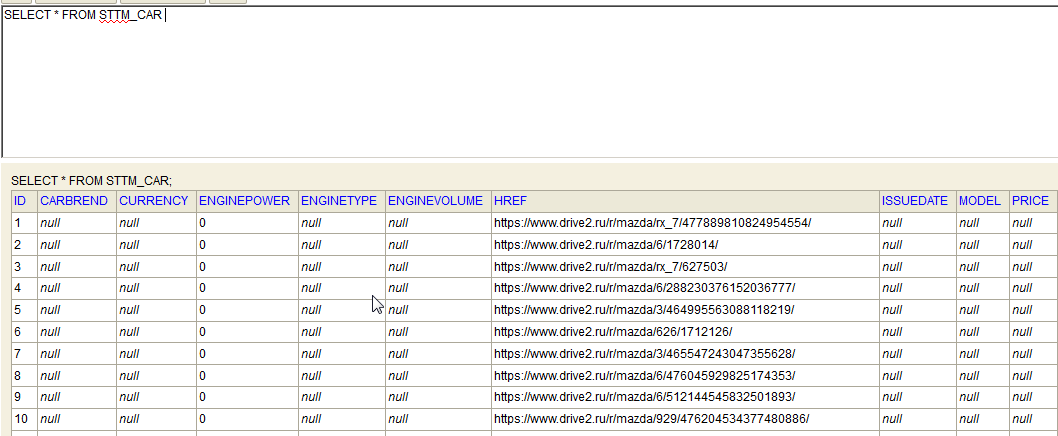 SELECT * FROM STTM_CAR
SELECT * FROM STTM_CAR;
ID CARBREND CURRENCY ENGINEPOWER ENGINETYPE ENGINEVOLUME HREF ISSUEDATE MODEL PRICE
1 null null 0 null null https://www.drive2.ru/r/mazda/rx_7/477889810824954554/ null null null
2 null null 0 null null https://www.drive2.ru/r/mazda/6/1728014/ null null null
3 null null 0 null null https://www.drive2.ru/r/mazda/rx_7/627503/ null null null
4 null null 0 null null https://www.drive2.ru/r/mazda/6/288230376152036777/ null null null
5 null null 0 null null https://www.drive2.ru/r/mazda/3/464995563088118219/ null null null
6 null null 0 null null https://www.drive2.ru/r/mazda/626/1712126/ null null null
7 null null 0 null null https://www.drive2.ru/r/mazda/3/465547243047355628/ null null null
8 null null 0 null null https://www.drive2.ru/r/mazda/6/476045929825174353/ null null null
9 null null 0 null null https://www.drive2.ru/r/mazda/6/512144545832501893/ null null null
10 null null 0 null null https://www.drive2.ru/r/mazda/929/476204534377480886/ null null null